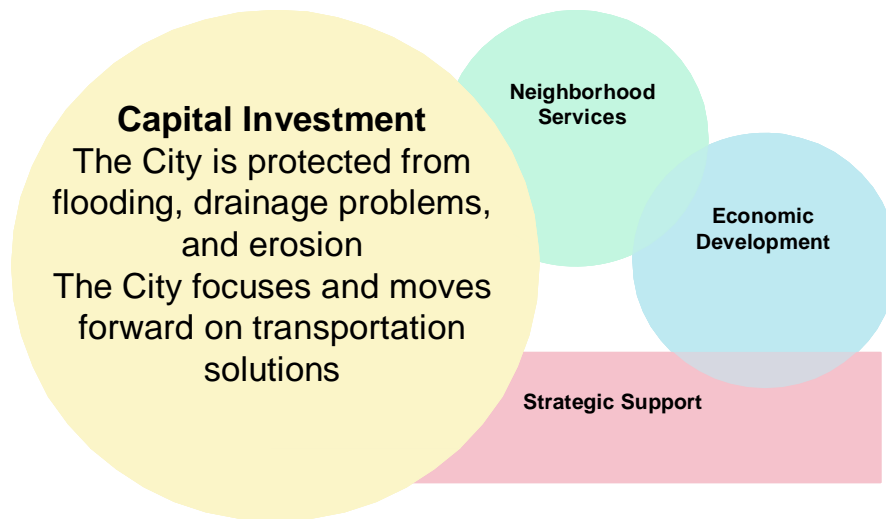 Capital Investment
The City is protected from
flooding, drainage problems,
and erosion
The City focuses and moves
forward on transportation
solutions
Neighborhood
Services
Economic
Development
Strategic Support